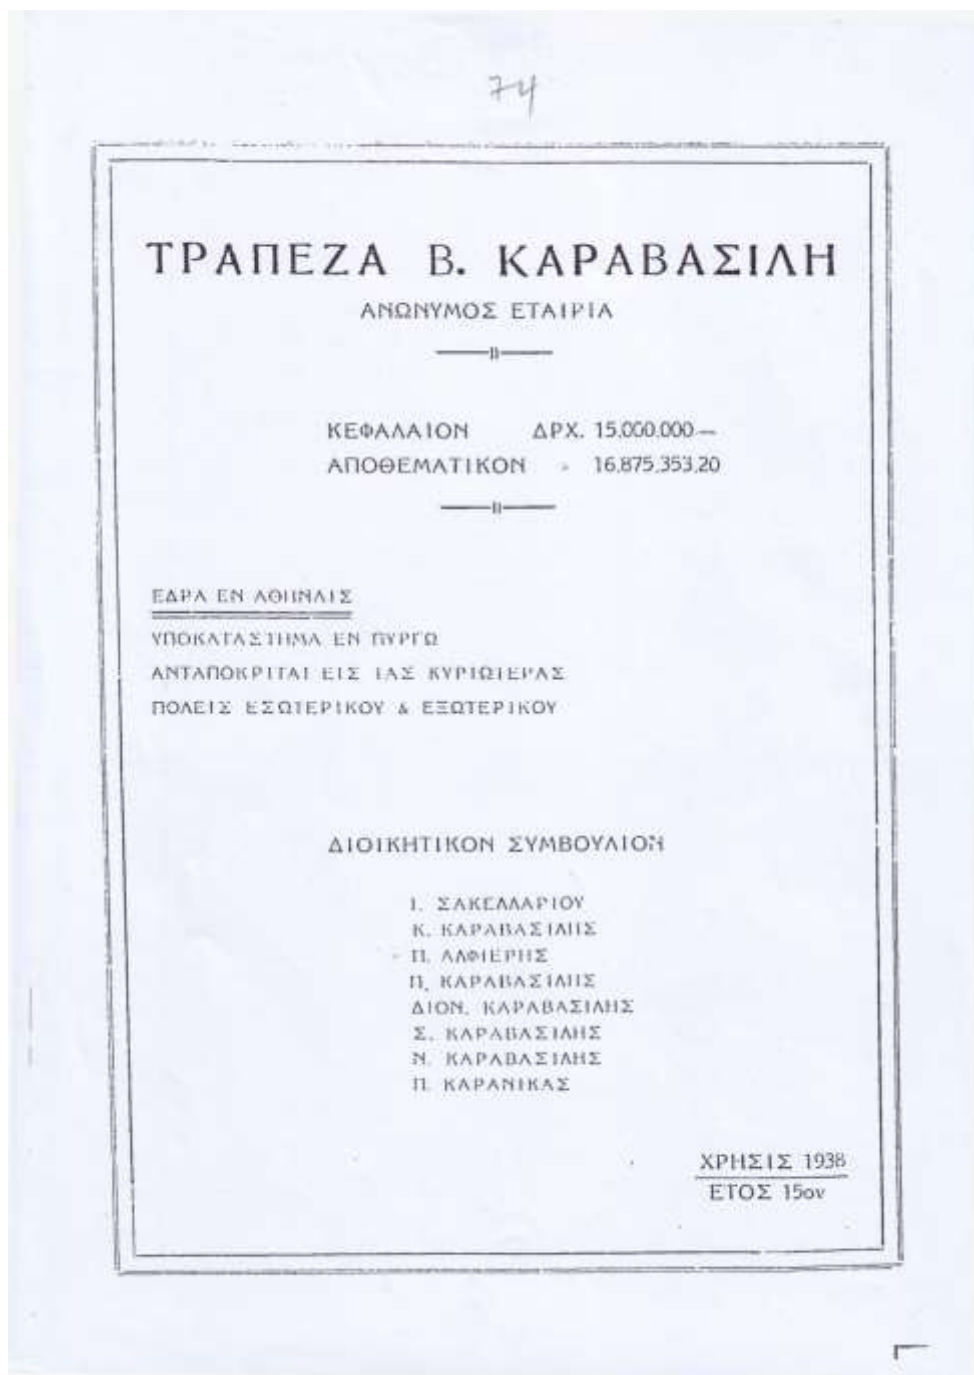 74
ΤΡΑΠΕΖΑ Β. ΚΑΡΑΒΑΣΙΛΗ
ΑΝΩΝΥΜΟΣ ΕΤΑΙΡΙΑ
ΚΕΦΑΛΑΙΟΝ ΔΡΧ. 15.000.000—
ΑΠΟΘΕΜΑΤΙΚΟΝ » 16.875.353.20
ΕΔΡΑ ΕΝ ΑΘΗΝΑΙΣ
ΥΠΟΚΑΤΑΣΤΗΜΑ ΕΝ ΠΥΡΓΩ
ΑΝΤΑΠΟΚΡΙΤΑΙ ΕΙΣ ΤΑΣ ΚΥΡΙΩΤΕΡΑΣ
ΠΟΛΕΙΣ ΕΣΩΤΕΡΙΚΟΥ & ΕΞΩΤΕΡΙΚΟΥ
ΔΙΟΙΚΗΤΙΚΟΝ ΣΥΜΒΟΥΛΙΟΝ
Ι. ΣΑΚΕΛΛΑΡΙΟΥ
Κ. ΚΑΡΑΒΑΣΙΛΗΣ
Π. ΑΛΦΙΕΡΗΣ
Π. ΚΑΡΑΒΑΣΙΛΗΣ
ΔΙΟΝ. ΚΑΡΑΒΑΣΙΛΗΣ
Σ. ΚΑΡΑΒΑΣΙΛΗΣ
Ν. ΚΑΡΑΒΑΣΙΛΗΣ
Π. ΚΑΡΑΝΙΚΑΣ
ΧΡΗΣΙΣ 1938
ΕΤΟΣ 15ον